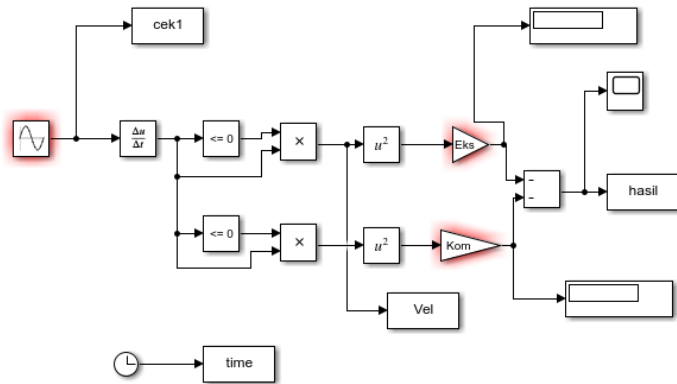 cek1
Δu
Δt
<= 0
×
u²
Eks
-
-
hasil
<= 0
×
u²
Kom
Vel
time